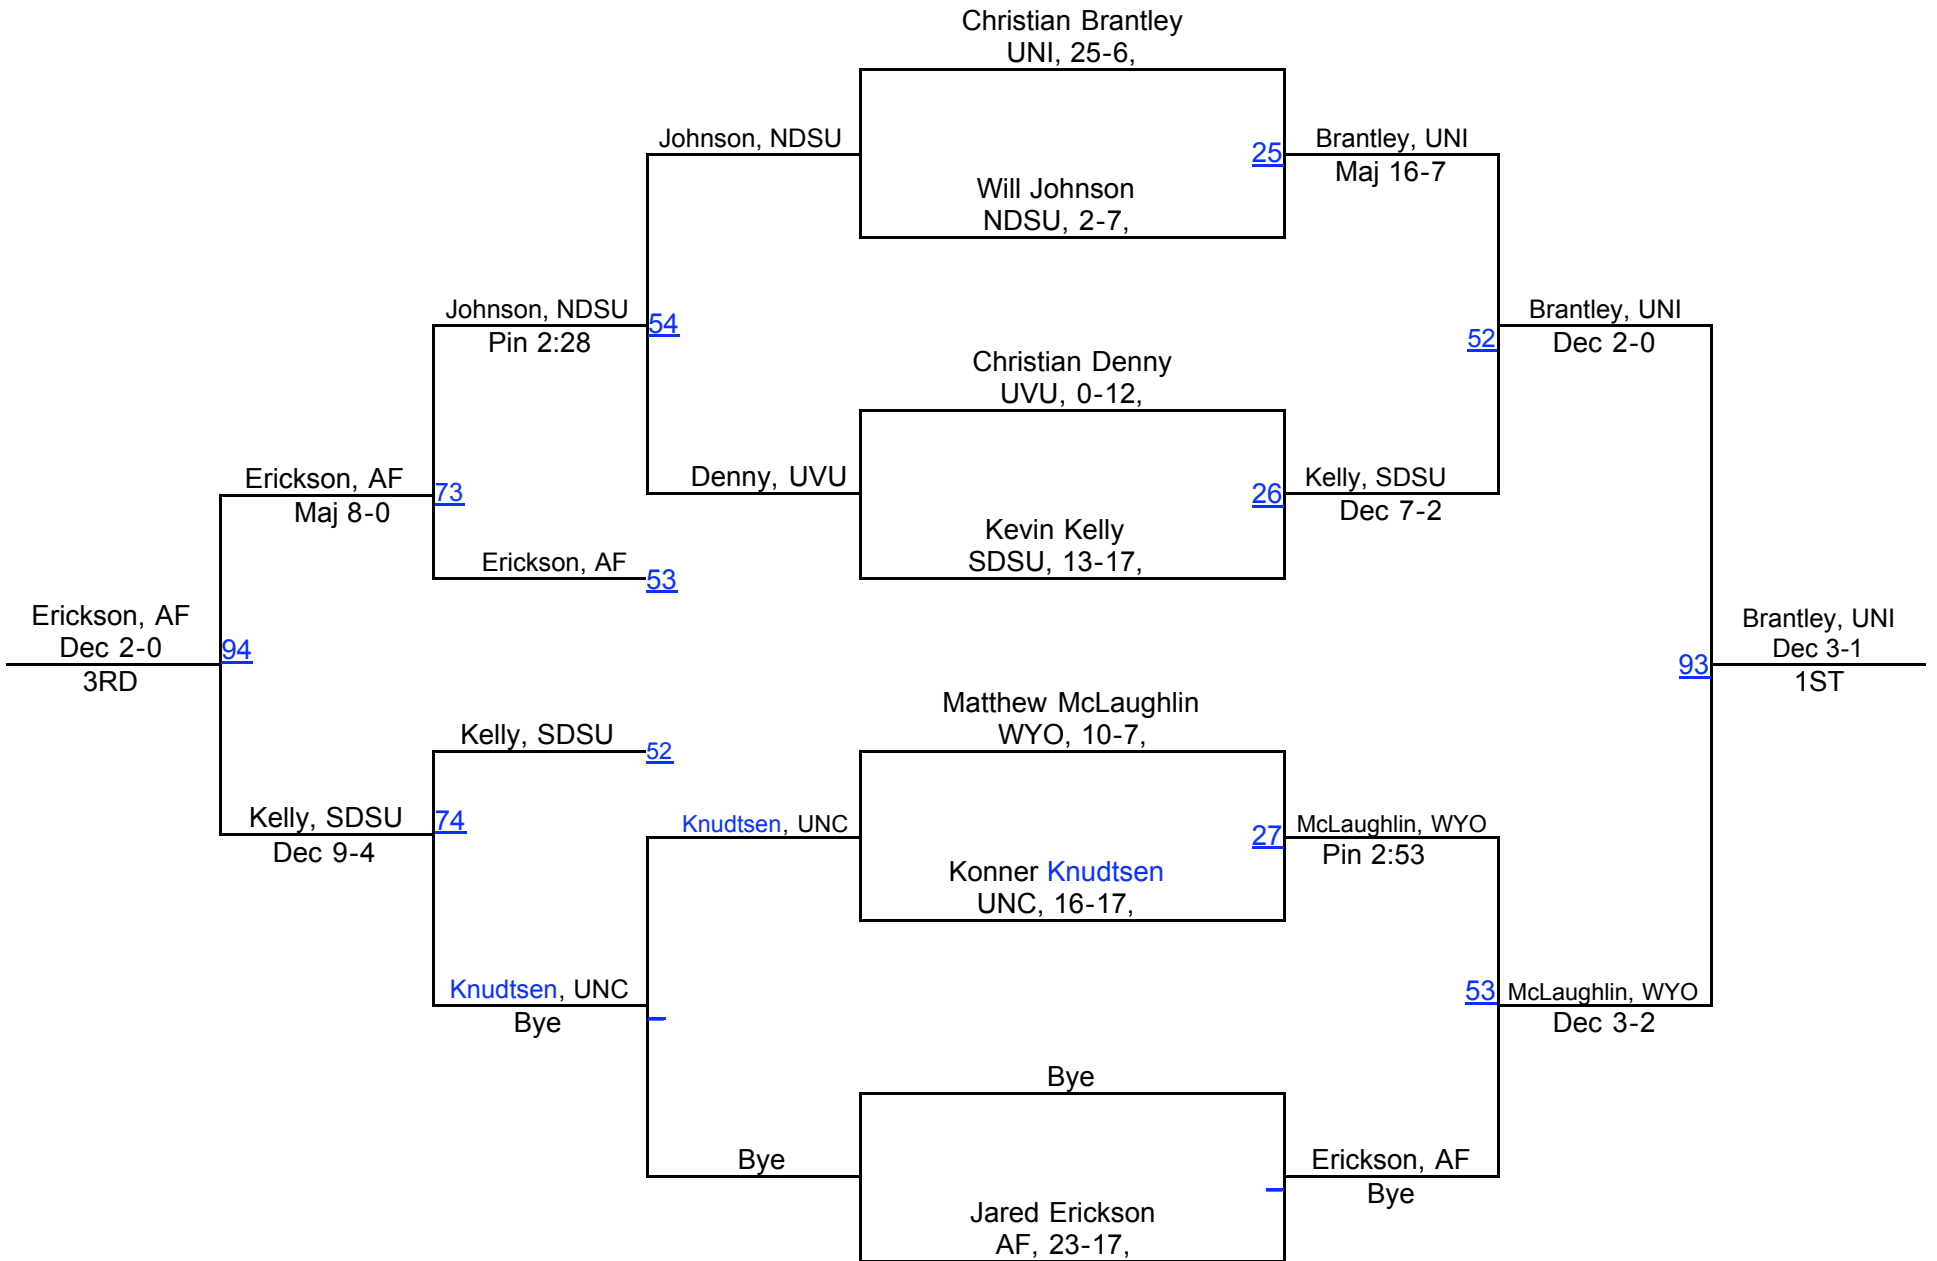 Christian Brantley
UNI, 25-6,
Johnson, NDSU
25
Brantley, UNI
Maj 16-7
Will Johnson
NDSU, 2-7,
Johnson, NDSU
Pin 2:28
54
Brantley, UNI
Dec 2-0
52
Christian Denny
UVU, 0-12,
Erickson, AF
Maj 8-0
73
Denny, UVU
26
Kelly, SDSU
Dec 7-2
Kevin Kelly
SDSU, 13-17,
Erickson, AF
53
Erickson, AF
Dec 2-0
3RD
94
Brantley, UNI
Dec 3-1
1ST
93
Matthew McLaughlin
WYO, 10-7,
Kelly, SDSU
52
Kelly, SDSU
Dec 9-4
74
Knudtsen, UNC
27
McLaughlin, WYO
Pin 2:53
Konner Knudtsen
UNC, 16-17,
Knudtsen, UNC
Bye
53
McLaughlin, WYO
Dec 3-2
Bye
Bye
Erickson, AF
Bye
Jared Erickson
AF, 23-17,